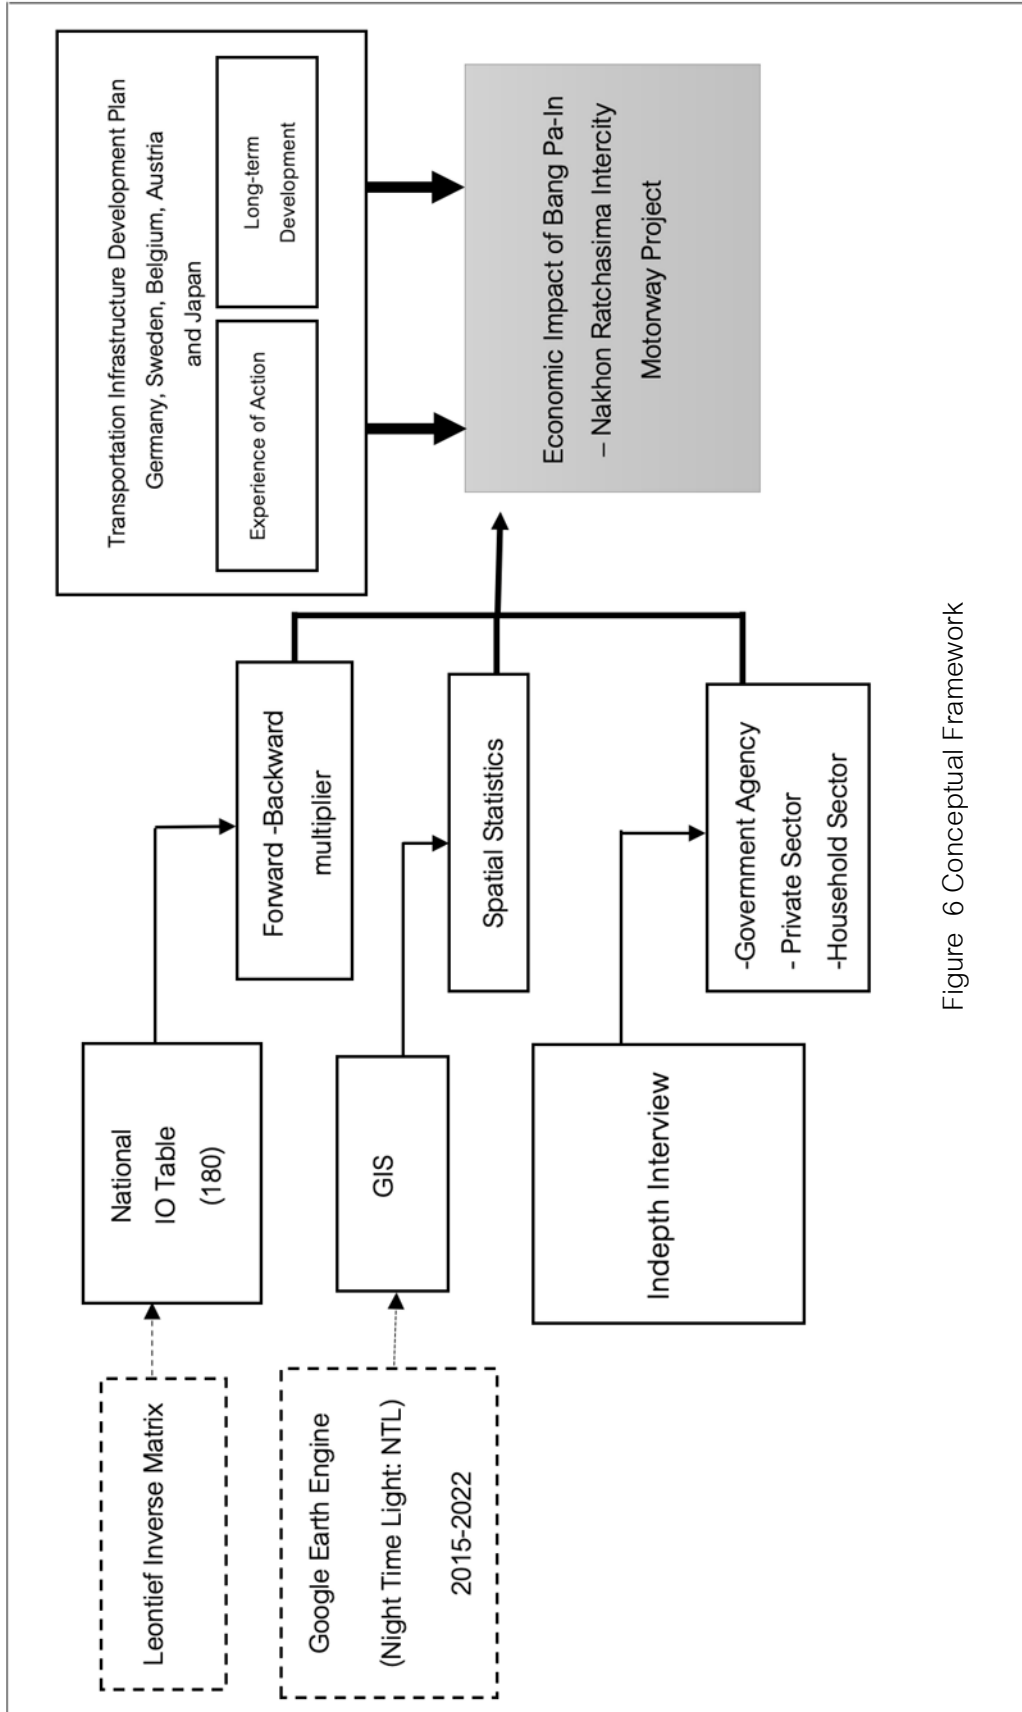 Leontief Inverse Matrix
Google Earth Engine
(Night Time Light: NTL)
2015-2022
National
IO Table
(180)
GIS
Indepth Interview
Forward -Backward
multiplier
Spatial Statistics
-Government Agency
- Private Sector
-Household Sector
Transportation Infrastructure Development Plan
Germany, Sweden, Belgium, Austria
and Japan
Experience of Action
Long-term
Development
Economic Impact of Bang Pa-In
– Nakhon Ratchasima Intercity
Motorway Project
Figure 6 Conceptual Framework